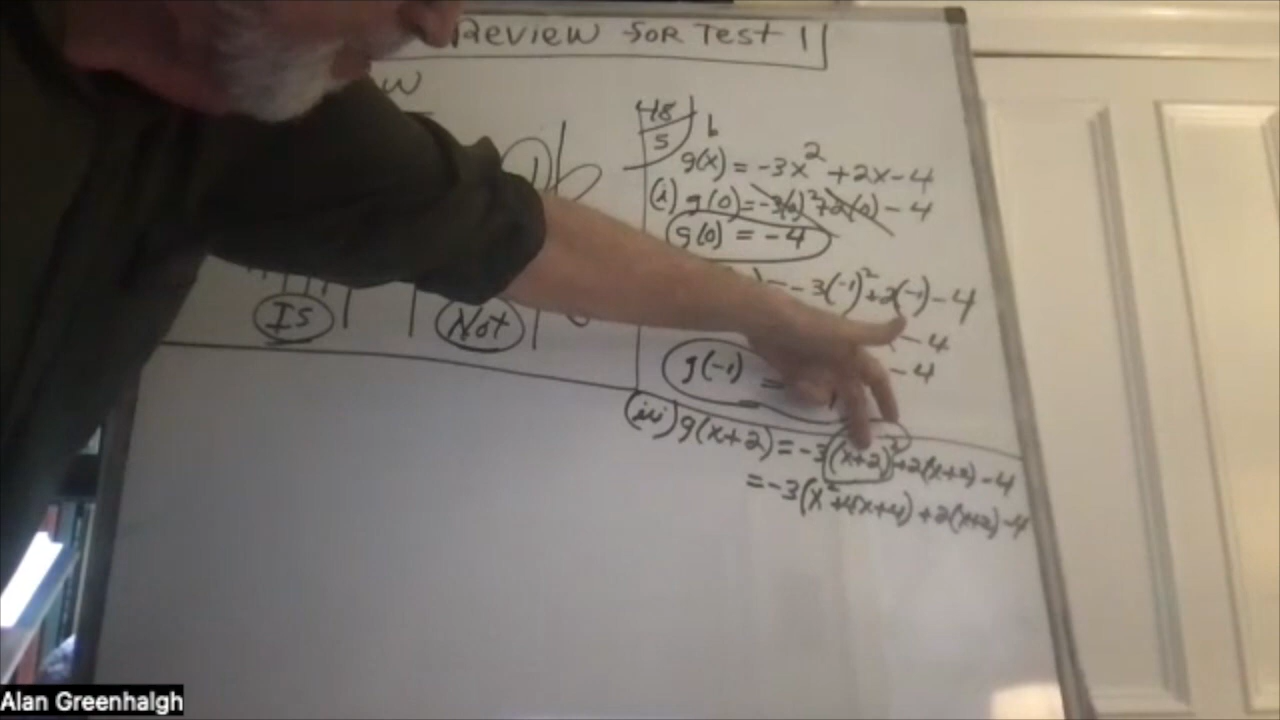 Review for Test 1
W
48/5
b
g(x) = -3x² + 2x - 4
(i) g(0) = -3(0)² + 2(0) - 4
g(0) = -4
= -3(-1)² + 2(-1) - 4
- 4
Is
Not
g(-1) =
- 4
g(x+2) = -3(x+2)² + 2(x+2) - 4
= -3(x² + 4x + 4) + 2(x+2) - 4
Alan Greenhalgh